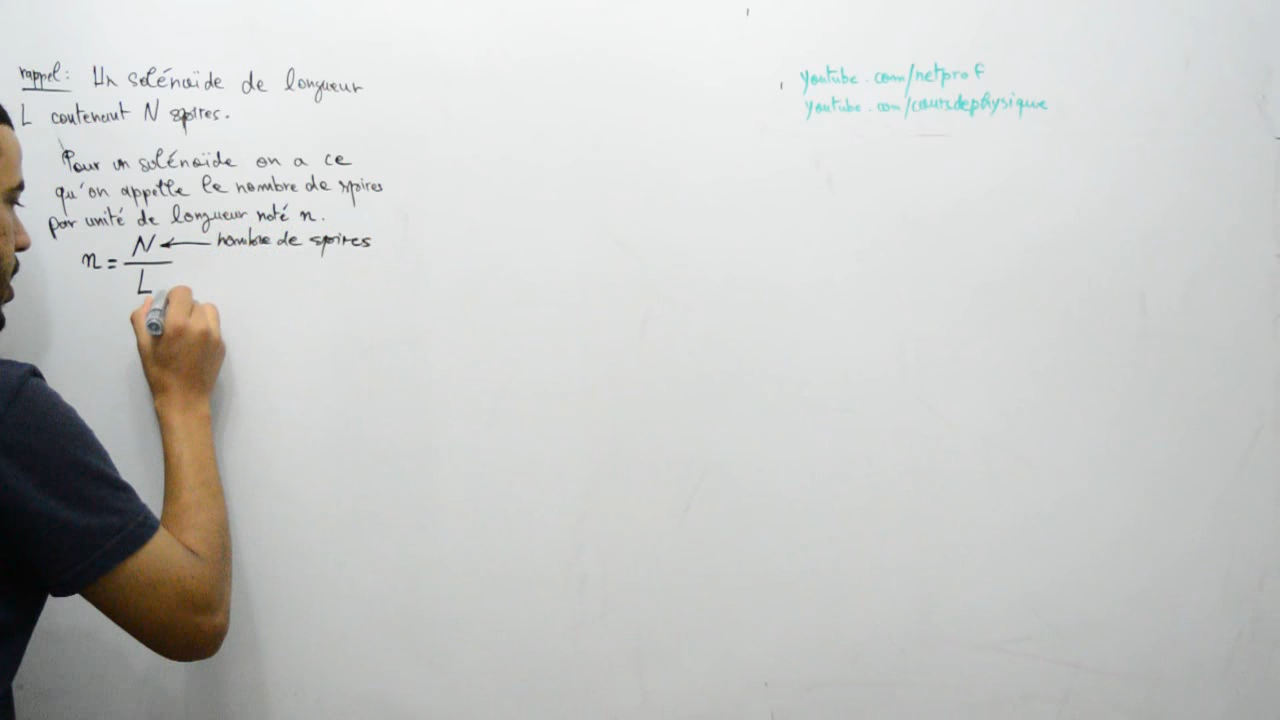 rappel : Un solénoïde de longueur
L contenant N spires.
Pour un solénoïde on a ce
qu'on appelle le nombre de spires
par unité de longueur noté n.
n = N / L ← nombre de spires
youtube.com/netprof
youtube.com/coursdephysique